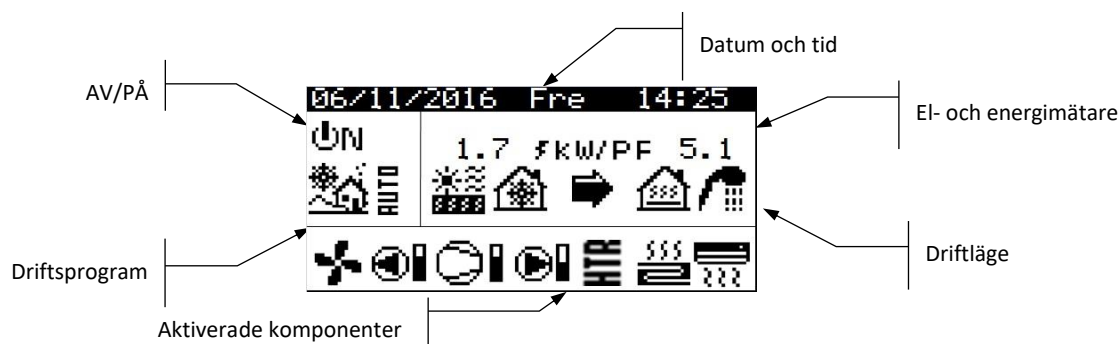 Datum och tid
AV/PÅ
06/11/2016 Fre 14:25
El- och energimätare
ON
1.7 kW/PF 5.1
AUTO
Driftläge
Driftsprogram
HTR
Aktiverade komponenter